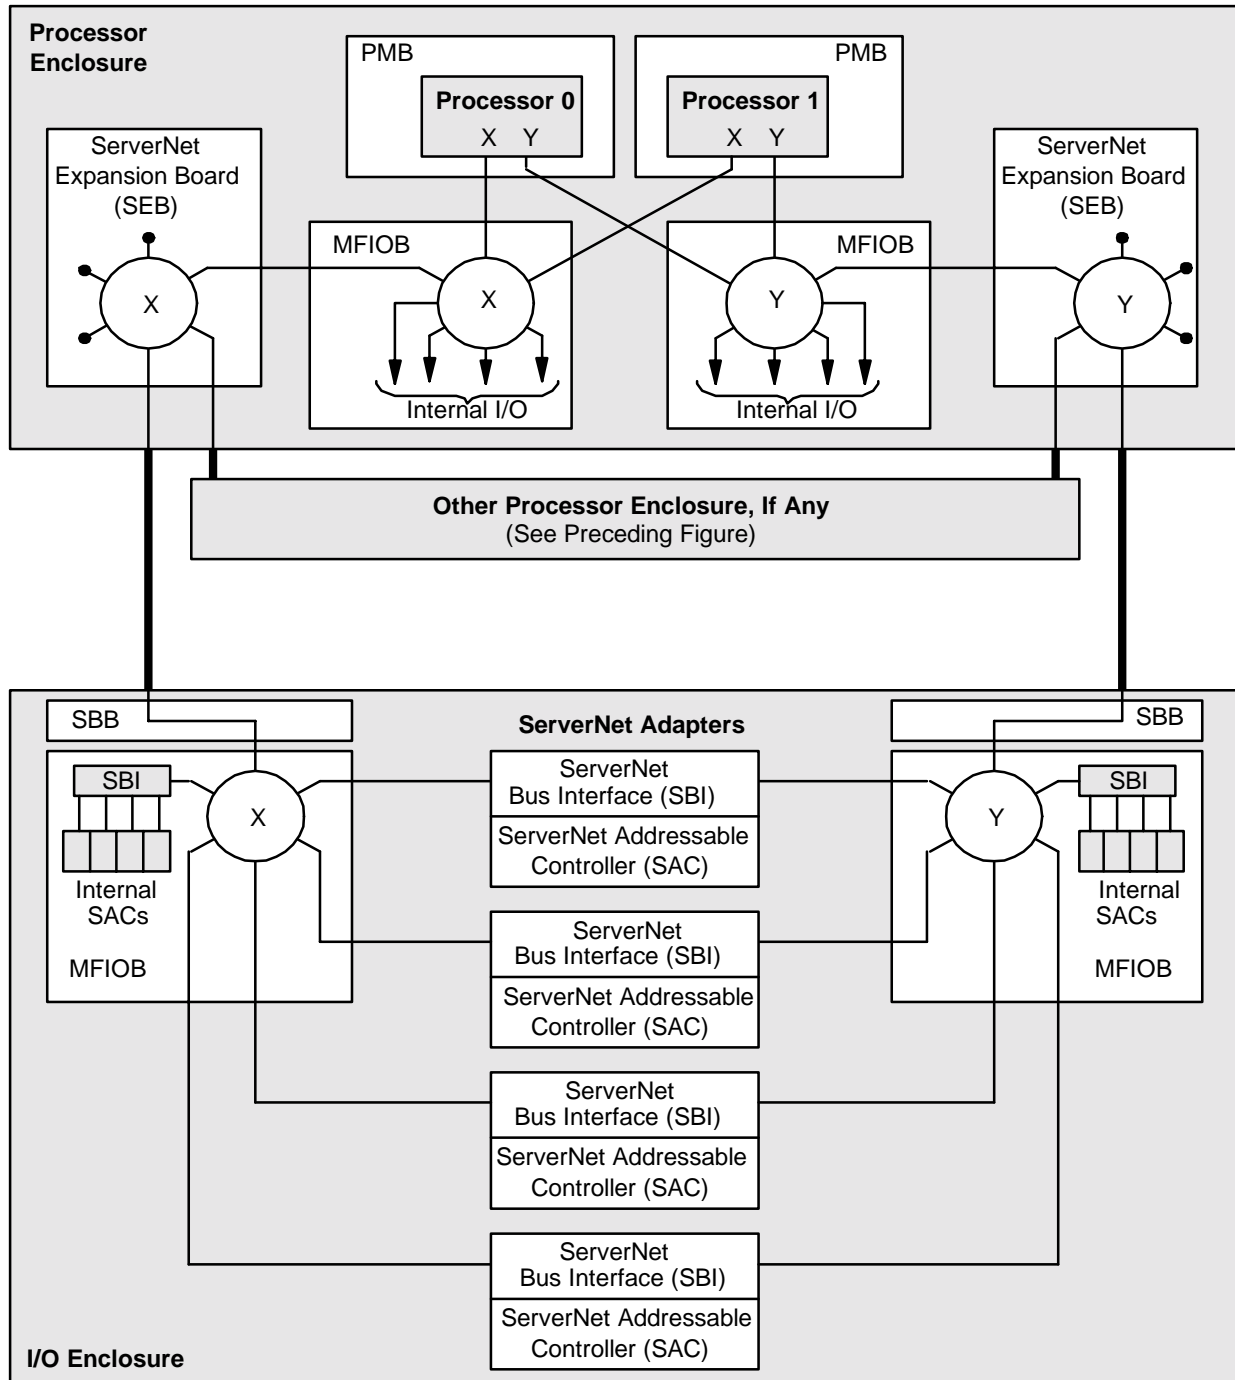 Processor
Enclosure
PMB
Processor 0
X Y
PMB
Processor 1
X Y
ServerNet
Expansion Board
(SEB)
X
MFIOB
X
Internal I/O
MFIOB
Y
Internal I/O
ServerNet
Expansion Board
(SEB)
Y
Other Processor Enclosure, If Any
(See Preceding Figure)
SBB
ServerNet Adapters
SBB
SBI
X
Internal
SACs
MFIOB
ServerNet
Bus Interface (SBI)
ServerNet Addressable
Controller (SAC)
ServerNet
Bus Interface (SBI)
ServerNet Addressable
Controller (SAC)
ServerNet
Bus Interface (SBI)
ServerNet Addressable
Controller (SAC)
ServerNet
Bus Interface (SBI)
ServerNet Addressable
Controller (SAC)
Y
SBI
Internal
SACs
MFIOB
I/O Enclosure